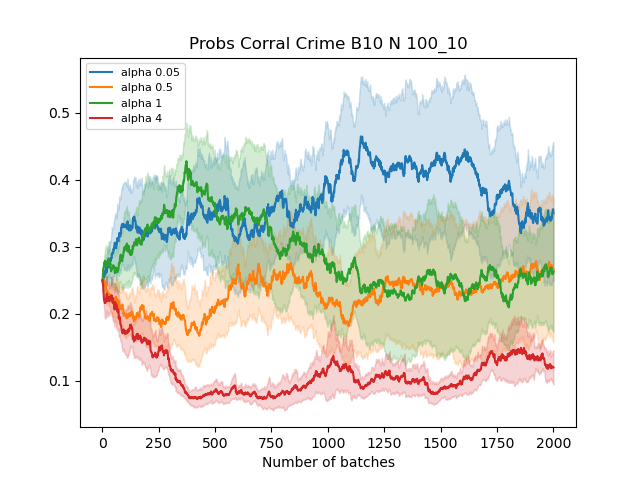 Probs Corral Crime B10 N 100_10
alpha 0.05
alpha 0.5
alpha 1
alpha 4
0.5
0.4
0.3
0.2
0.1
0 250 500 750 1000 1250 1500 1750 2000
Number of batches